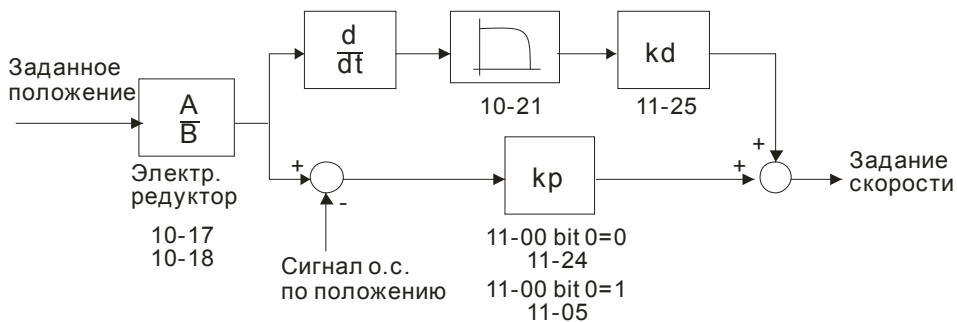 Заданное
положение
A
B
Электр.
редуктор
10-17
10-18
d
dt
10-21
kd
11-25
+
-
Сигнал о.с.
по положению
kp
11-00 bit 0=0
11-24
11-00 bit 0=1
11-05
+
+
Задание
скорости